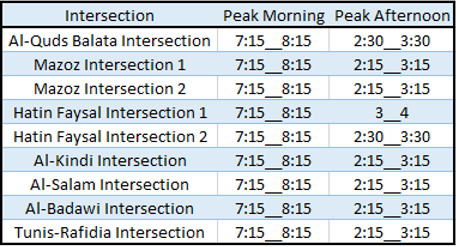 Intersection Peak Morning Peak Afternoon
Al-Quds Balata Intersection 7:15__8:15 2:30__3:30
Mazoz Intersection 1 7:15__8:15 2:15__3:15
Mazoz Intersection 2 7:15__8:15 2:15__3:15
Hatin Faysal Intersection 1 7:15__8:15 3__4
Hatin Faysal Intersection 2 7:15__8:15 2:30__3:30
Al-Kindi Intersection 7:15__8:15 2:15__3:15
Al-Salam Intersection 7:15__8:15 2:15__3:15
Al-Badawi Intersection 7:15__8:15 2:15__3:15
Tunis-Rafidia Intersection 7:15__8:15 2:15__3:15